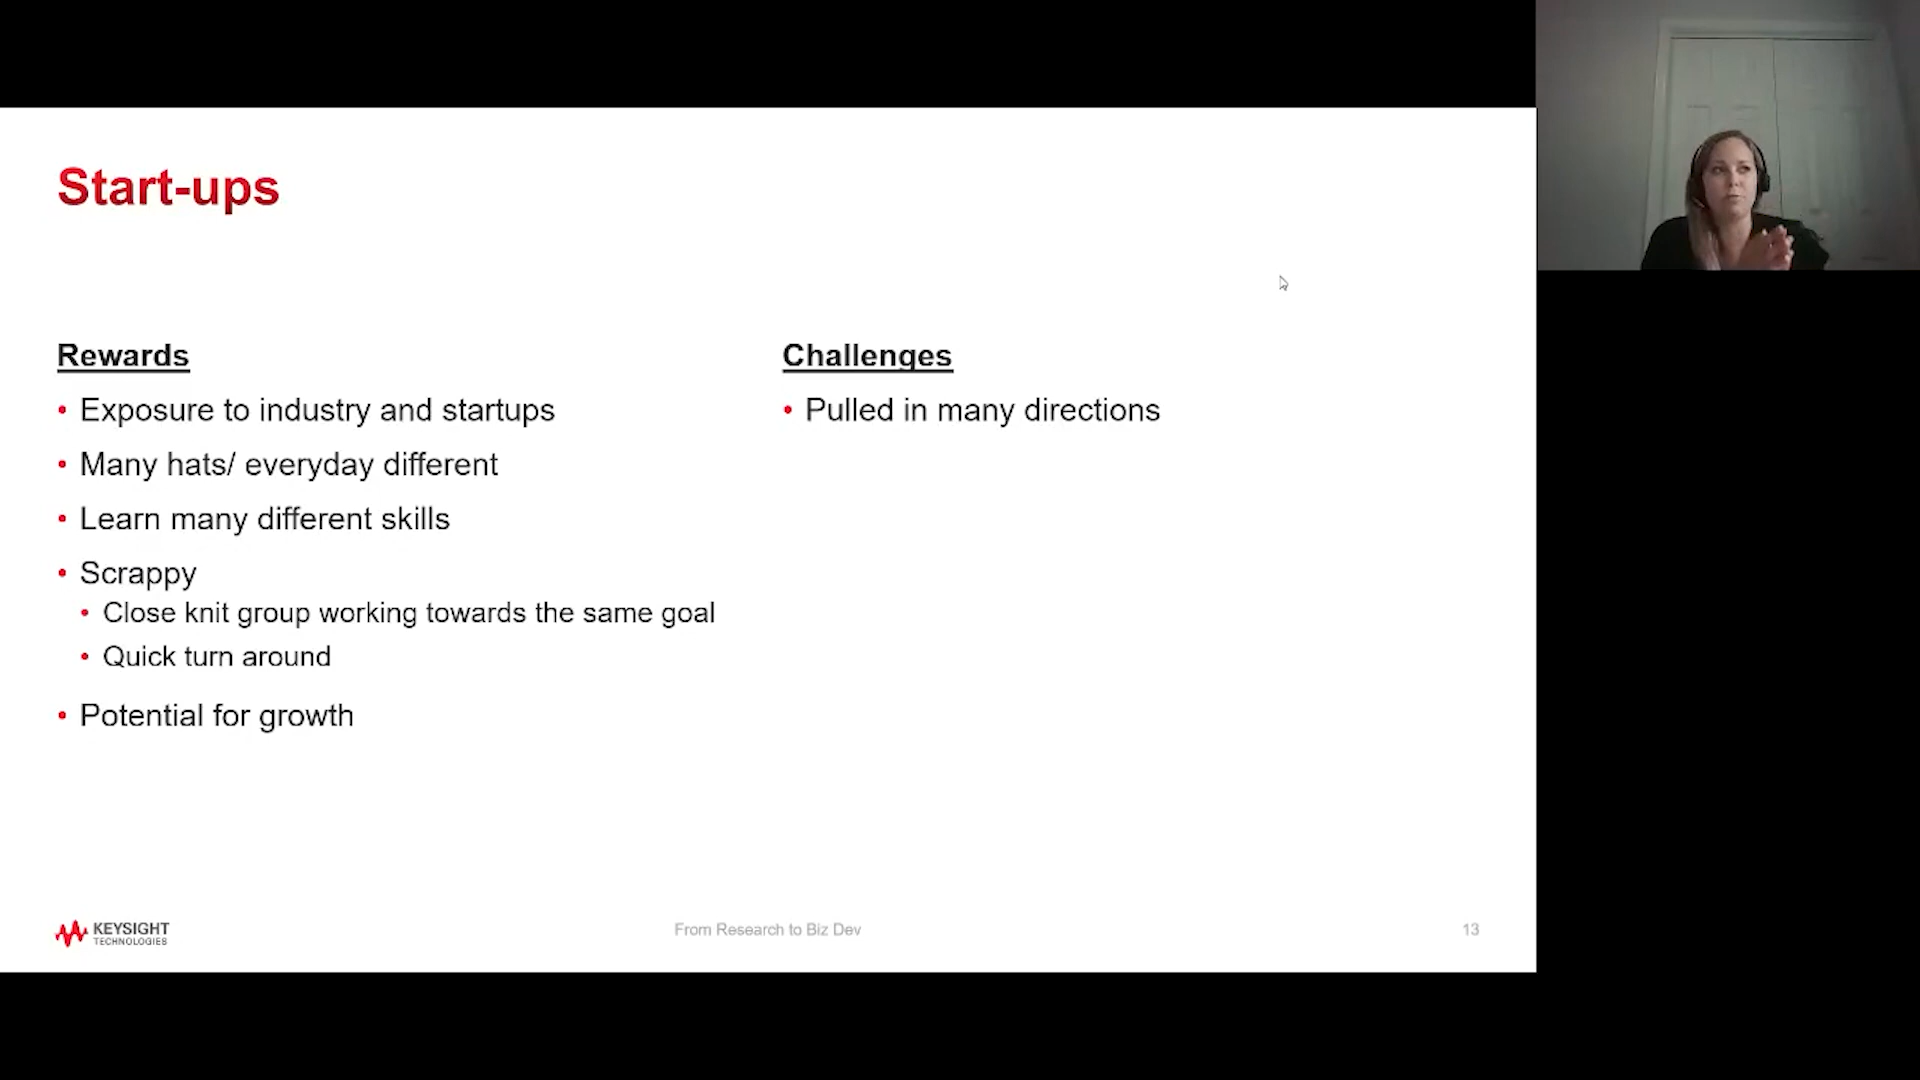 Start-ups
Rewards
• Exposure to industry and startups
• Many hats/ everyday different
• Learn many different skills
• Scrappy
• Close knit group working towards the same goal
• Quick turn around
• Potential for growth
Challenges
• Pulled in many directions
KEYSIGHT
TECHNOLOGIES
From Research to Biz Dev
13